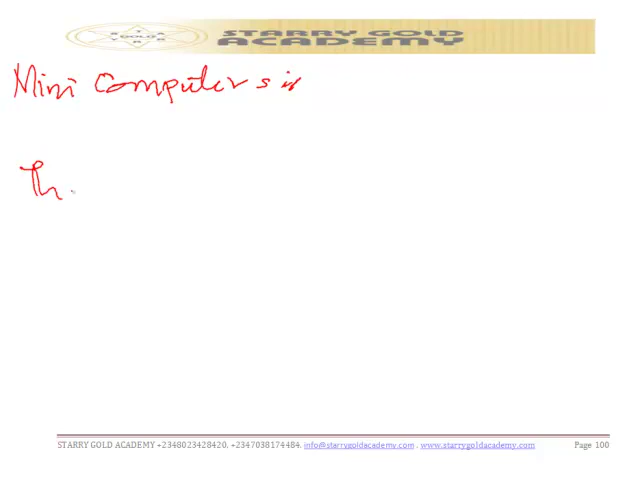 STARRY GOLD
ACADEMY
Mini Computers is
Th
STARRY GOLD ACADEMY +2348023428420, +2347038174484, info@starrygoldacademy.com , www.starrygoldacademy.com Page 100